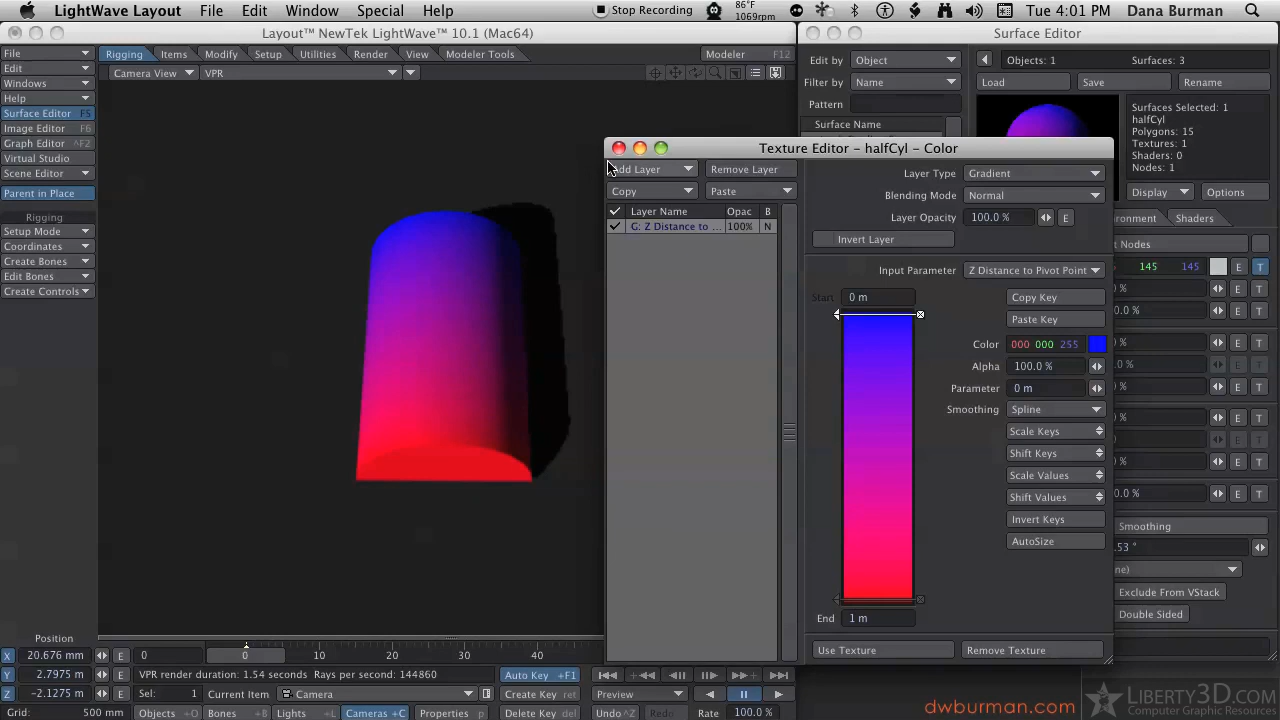 LightWave Layout File Edit Window Special Help Stop Recording 86°F 1069rpm Tue 4:01 PM Dana Burman
Layout™ NewTek LightWave™ 10.1 (Mac64)
Surface Editor
File
Edit
Windows
Help
Surface Editor F5
Image Editor F6
Graph Editor ^F2
Virtual Studio
Scene Editor
Parent in Place
Rigging
Setup Mode
Coordinates
Create Bones
Edit Bones
Create Controls
Rigging Items Modify Setup Utilities Render View Modeler Tools Modeler F12
Camera View VPR
Edit by Object
Filter by Name
Pattern
Surface Name
Objects: 1 Surfaces: 3
Load Save Rename
Surfaces Selected: 1
halfCyl
Polygons: 15
Textures: 1
Shaders: 0
Nodes: 1
Display Options
Shaders
Nodes
145 145 E T
Texture Editor - halfCyl - Color
Add Layer Remove Layer
Copy Paste
Layer Name Opac B
G: Z Distance to ... 100% N
Layer Type Gradient
Blending Mode Normal
Layer Opacity 100.0 % E
Invert Layer
Input Parameter Z Distance to Pivot Point
Start 0 m
Copy Key
Paste Key
Color 000 000 255
Alpha 100.0 %
Parameter 0 m
Smoothing Spline
Scale Keys
Shift Keys
Scale Values
Shift Values
Invert Keys
AutoSize
End 1 m
Use Texture Remove Texture
Smoothing
Exclude From VStack
Double Sided
Position
X 20.676 mm E
Y 2.7975 m E
Z -2.1275 m E
Grid: 500 mm
0 0 10 20 30 40
VPR render duration: 1.54 seconds Rays per second: 144860
Sel: 1 Current Item Camera
Objects +O Bones +B Lights +L Cameras +C Properties p
Auto Key +F1
Create Key ret
Delete Key d
Preview
Undo ^Z Redo Rate 100.0 %
dwburman.com
LIBERTY3D.COM
Computer Graphic Resources